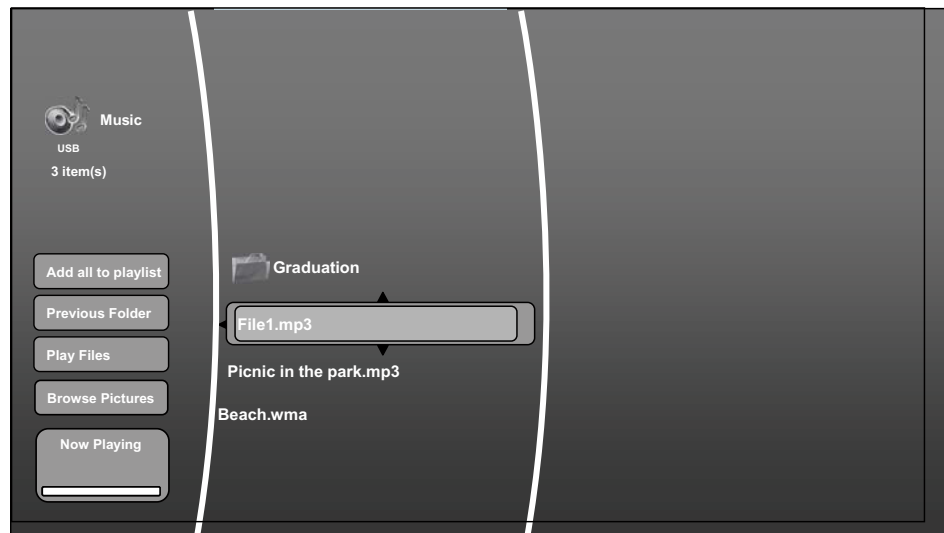 Music
USB
3 item(s)
Add all to playlist
Previous Folder
Play Files
Browse Pictures
Now Playing
Graduation
File1.mp3
Picnic in the park.mp3
Beach.wma